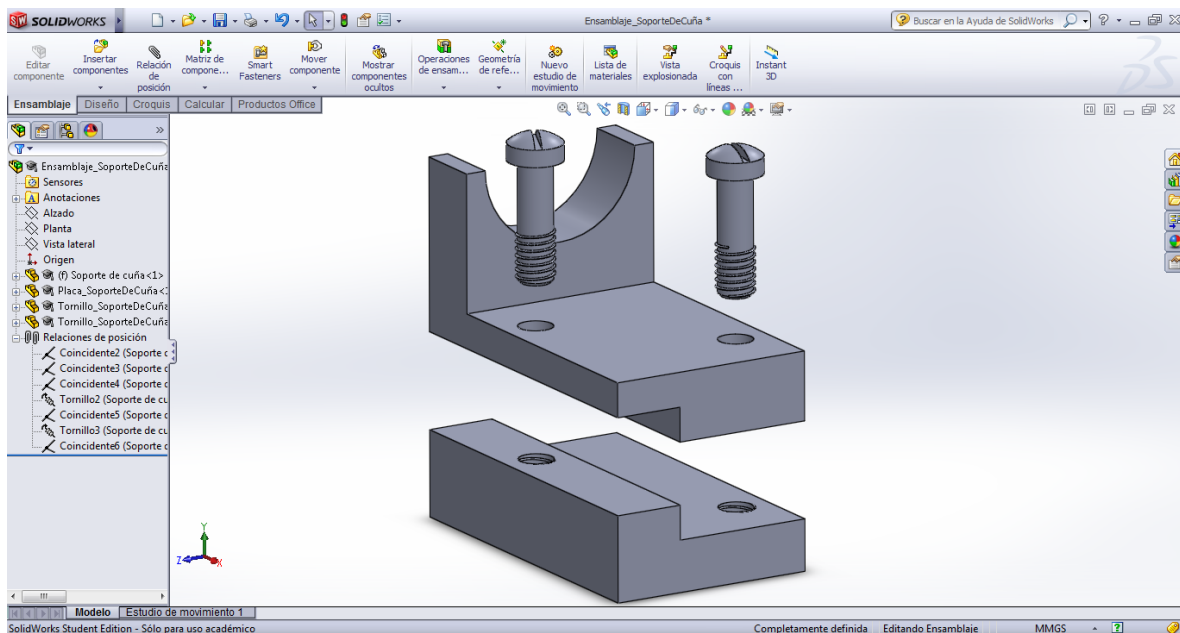 SOLIDWORKS
Ensamblaje_SoporteDeCuña *
Buscar en la Ayuda de SolidWorks
Editar componente
Insertar componentes
Relación de posición
Matriz de compone...
Smart Fasteners
Mover componente
Mostrar componentes ocultos
Operaciones de ensam...
Geometría de refe...
Nuevo estudio de movimiento
Lista de materiales
Vista explosionada
Croquis con líneas ...
Instant 3D
Ensamblaje
Diseño
Croquis
Calcular
Productos Office
Ensamblaje_SoporteDeCuña
Sensores
Anotaciones
Alzado
Planta
Vista lateral
Origen
(f) Soporte de cuña<1>
Placa_SoporteDeCuña<1
Tornillo_SoporteDeCuña
Tornillo_SoporteDeCuña
Relaciones de posición
Coincidente2 (Soporte c
Coincidente3 (Soporte c
Coincidente4 (Soporte c
Tornillo2 (Soporte de cu
Coincidente5 (Soporte c
Tornillo3 (Soporte de cu
Coincidente6 (Soporte c
Y
Z
X
Modelo
Estudio de movimiento 1
SolidWorks Student Edition - Sólo para uso académico
Completamente definida
Editando Ensamblaje
MMGS